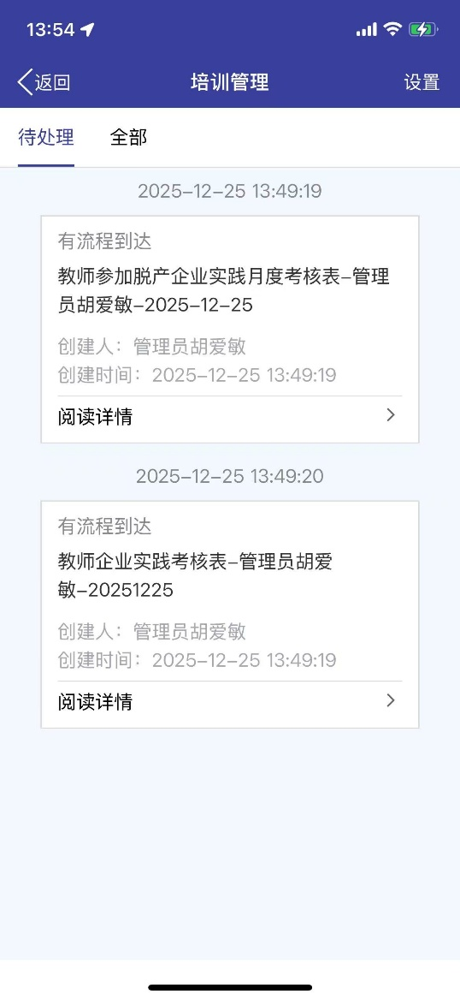 13:54
返回 培训管理 设置
待处理 全部
2025-12-25 13:49:19
有流程到达
教师参加脱产企业实践月度考核表-管理
员胡爱敏-2025-12-25
创建人：管理员胡爱敏
创建时间：2025-12-25 13:49:19
阅读详情
2025-12-25 13:49:20
有流程到达
教师企业实践考核表-管理员胡爱
敏-20251225
创建人：管理员胡爱敏
创建时间：2025-12-25 13:49:19
阅读详情